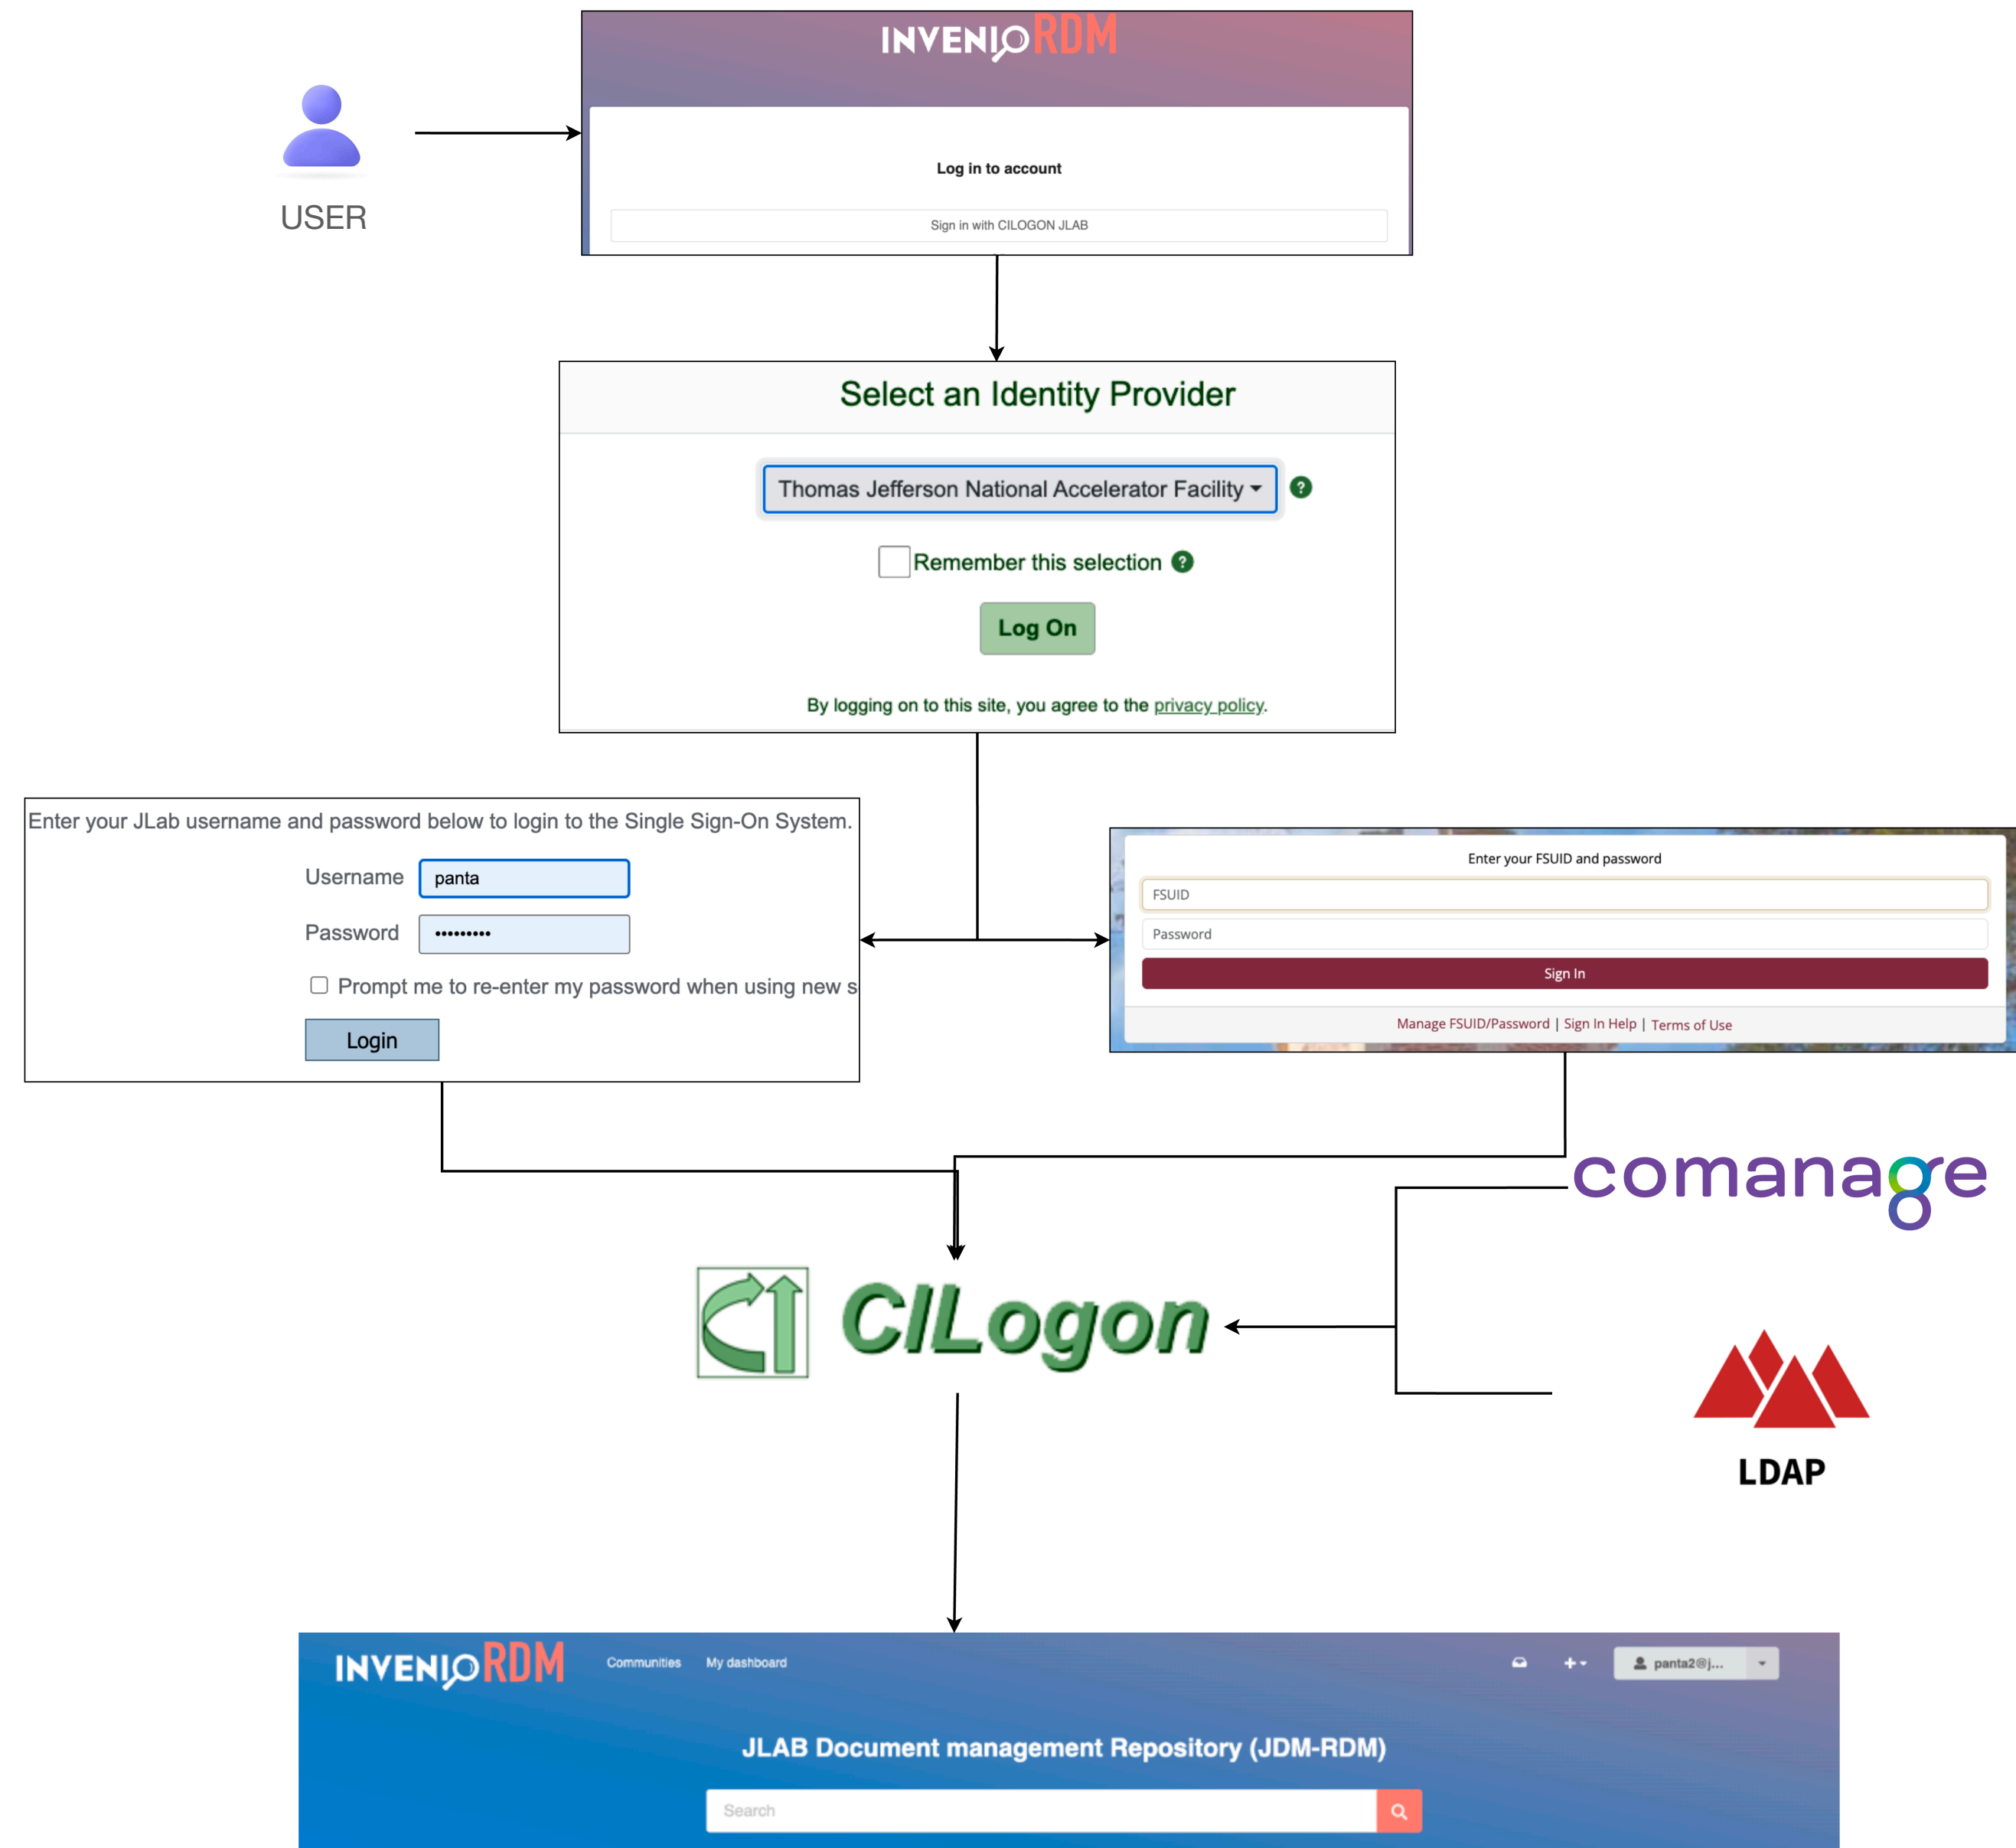 INVENIO RDM
USER
Log in to account
Sign in with CILOGON JLAB
Select an Identity Provider
Thomas Jefferson National Accelerator Facility
?
Remember this selection
?
Log On
By logging on to this site, you agree to the privacy policy.
Enter your JLab username and password below to login to the Single Sign-On System.
Username panta
Password •••••••••
Prompt me to re-enter my password when using new s
Login
Enter your FSUID and password
FSUID
Password
Sign In
Manage FSUID/Password | Sign In Help | Terms of Use
comanage
CILogon
LDAP
INVENIO RDM Communities My dashboard panta2@j...
JLAB Document management Repository (JDM-RDM)
Search